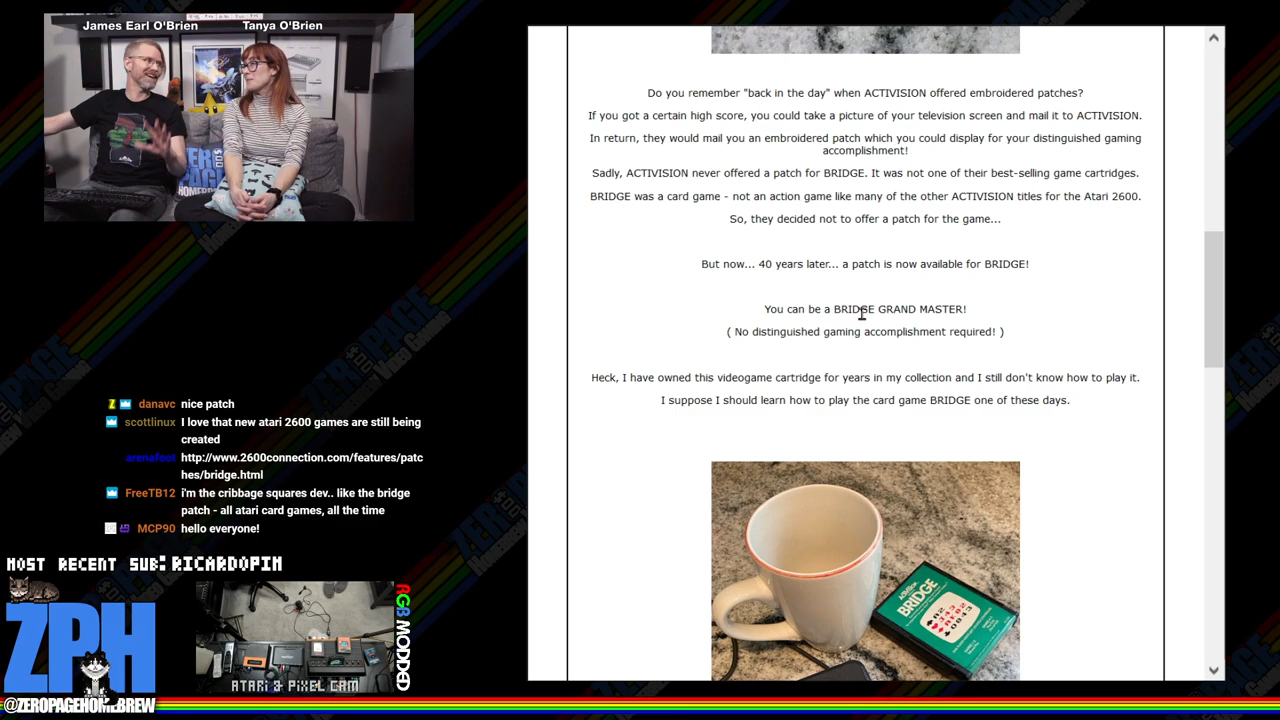 James Earl O'Brien
Tanya O'Brien
Do you remember "back in the day" when ACTIVISION offered embroidered patches?
If you got a certain high score, you could take a picture of your television screen and mail it to ACTIVISION.
In return, they would mail you an embroidered patch which you could display for your distinguished gaming
accomplishment!
Sadly, ACTIVISION never offered a patch for BRIDGE. It was not one of their best-selling game cartridges.
BRIDGE was a card game - not an action game like many of the other ACTIVISION titles for the Atari 2600.
So, they decided not to offer a patch for the game...
But now... 40 years later... a patch is now available for BRIDGE!
You can be a BRIDGE GRAND MASTER!
( No distinguished gaming accomplishment required! )
Heck, I have owned this videogame cartridge for years in my collection and I still don't know how to play it.
I suppose I should learn how to play the card game BRIDGE one of these days.
ACTIVISION
BRIDGE
danavc nice patch
scottlinux I love that new atari 2600 games are still being
created
arenafoot http://www.2600connection.com/features/patc
hes/bridge.html
FreeTB12 i'm the cribbage squares dev.. like the bridge
patch - all atari card games, all the time
MCP90 hello everyone!
MOST RECENT SUB: RICARDOPIM
ZPH
@ZEROPAGEHOMEBREW
RGB MODDED
ATARI & PIXEL CAM